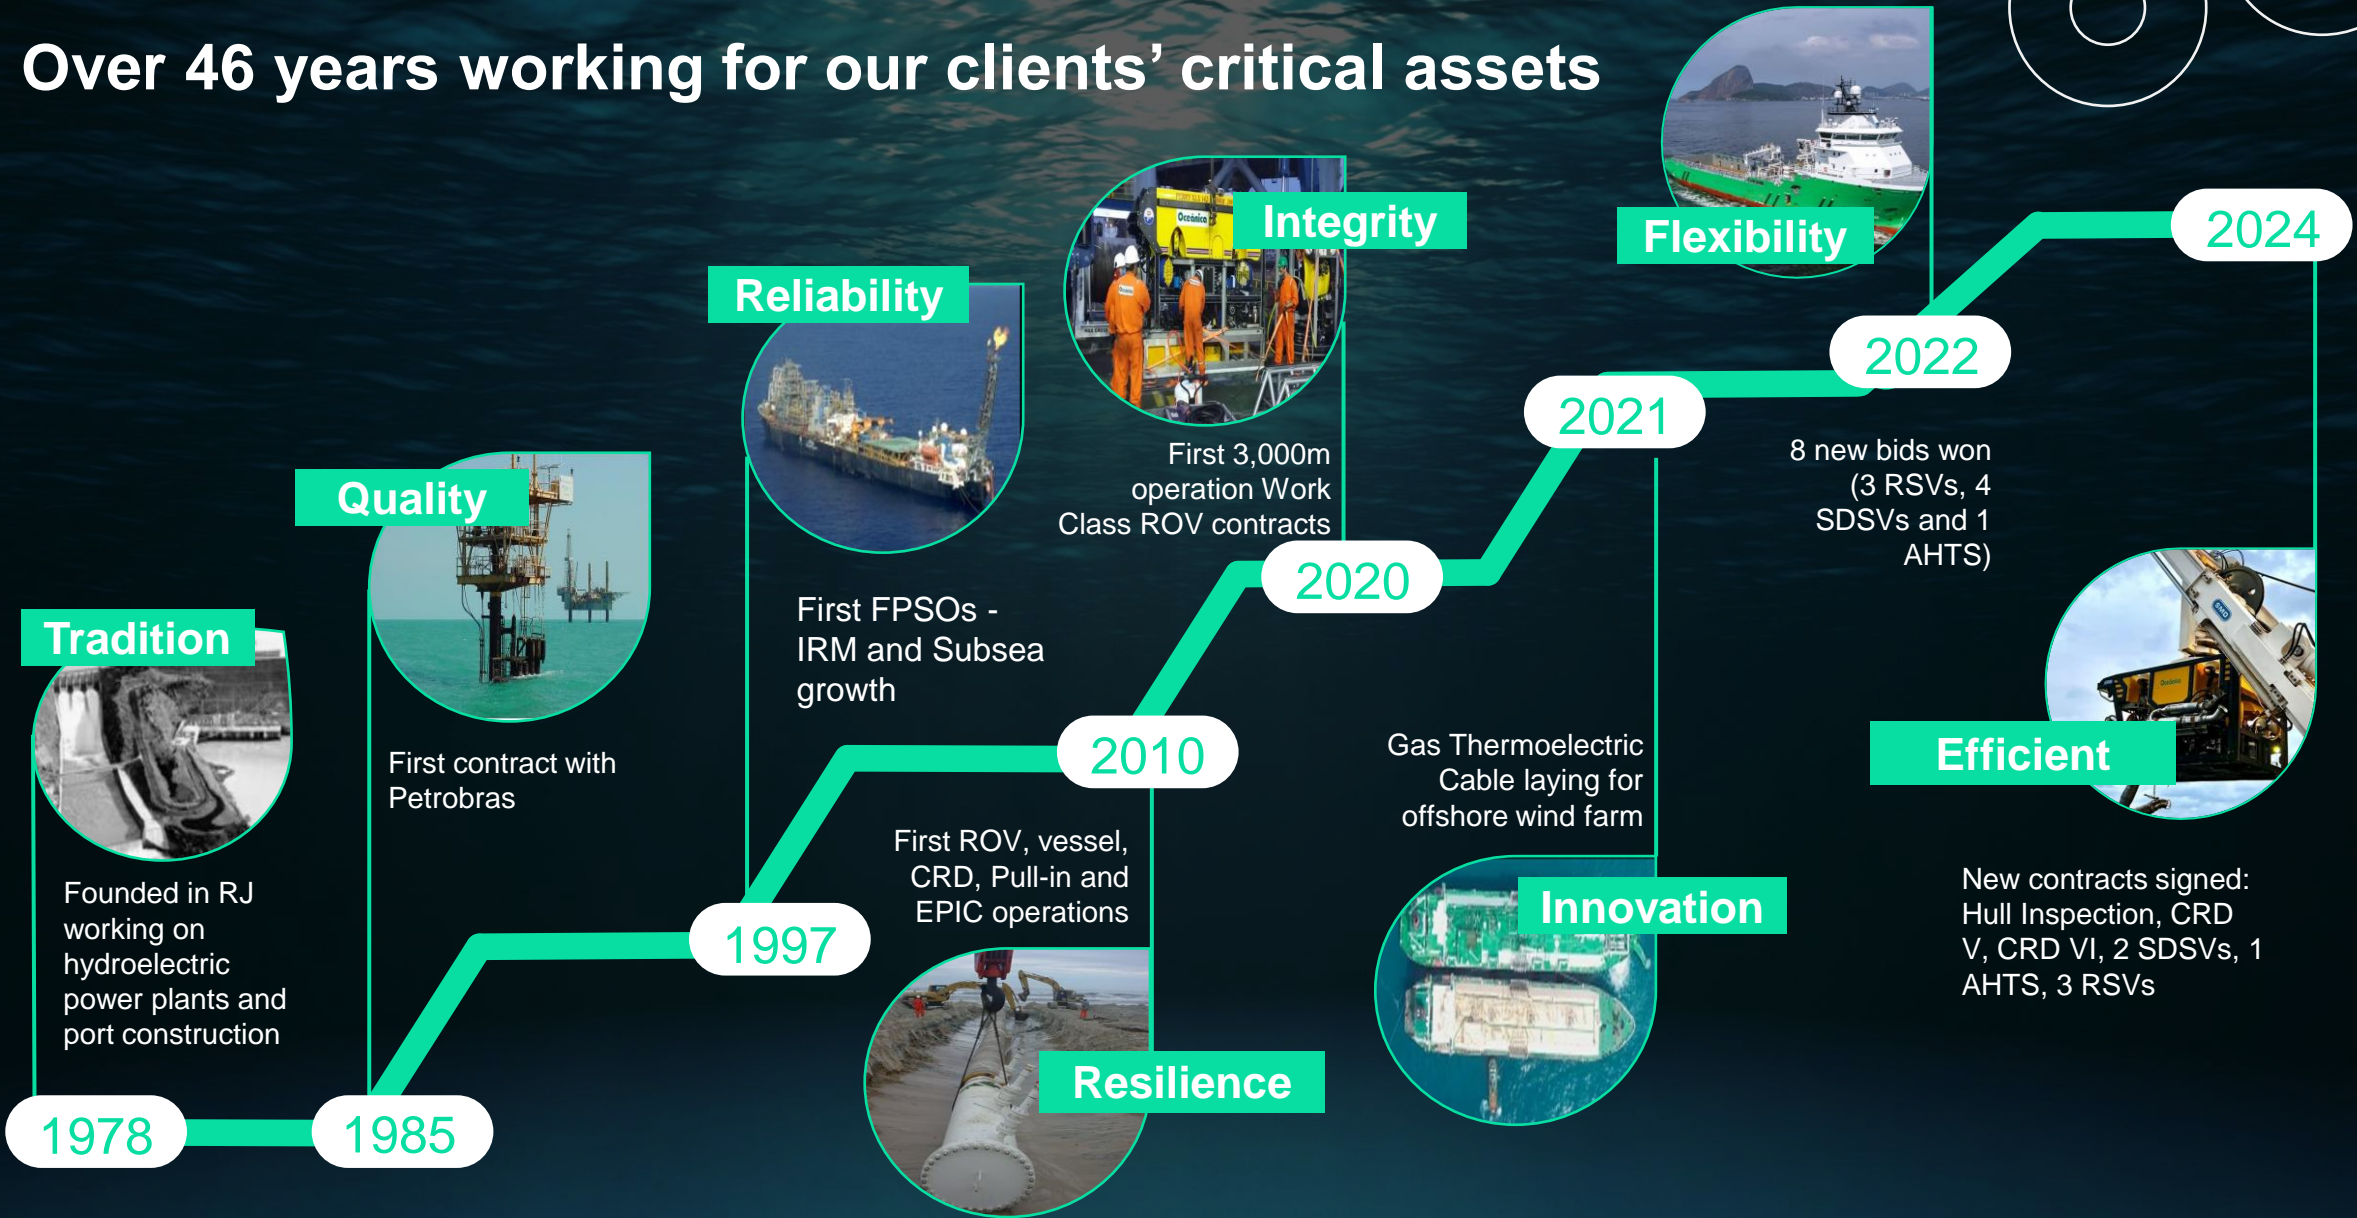 Over 46 years working for our clients’ critical assets
Tradition
Founded in RJ
working on
hydroelectric
power plants and
port construction
1978
Quality
First contract with
Petrobras
1985
Reliability
First FPSOs -
IRM and Subsea
growth
1997
2010
First ROV, vessel,
CRD, Pull-in and
EPIC operations
Resilience
Oceânica
Integrity
First 3,000m
operation Work
Class ROV contracts
2020
2021
Gas Thermoelectric
Cable laying for
offshore wind farm
Innovation
Flexibility
2022
8 new bids won
(3 RSVs, 4
SDSVs and 1
AHTS)
2024
SMD
Oceânica
Efficient
New contracts signed:
Hull Inspection, CRD
V, CRD VI, 2 SDSVs, 1
AHTS, 3 RSVs